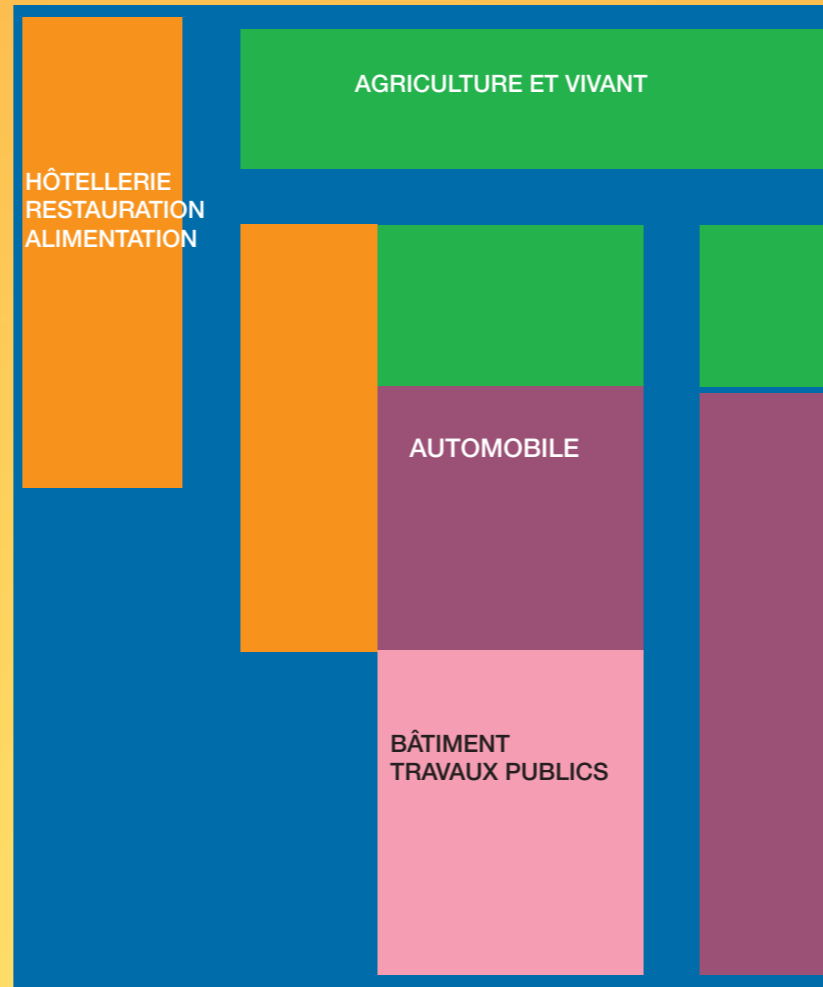 AGRICULTURE ET VIVANT
HÔTELLERIE
RESTAURATION
ALIMENTATION
AUTOMOBILE
BÂTIMENT
TRAVAUX PUBLICS